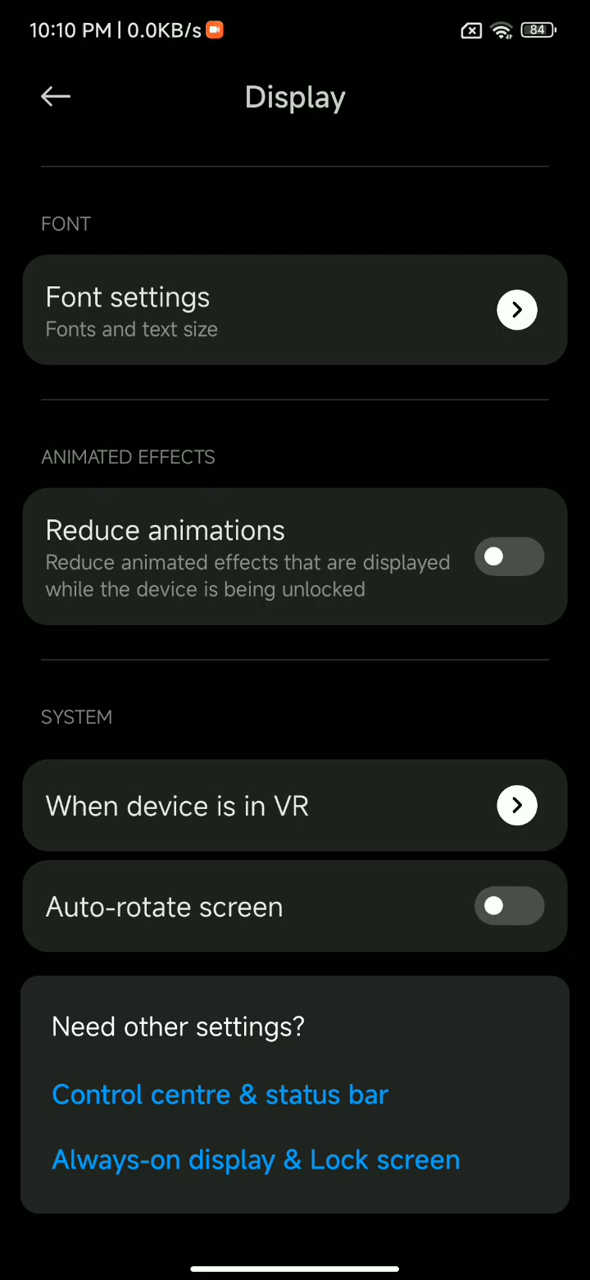 10:10 PM | 0.0KB/s
84
Display
FONT
Font settings
Fonts and text size
ANIMATED EFFECTS
Reduce animations
Reduce animated effects that are displayed
while the device is being unlocked
SYSTEM
When device is in VR
Auto-rotate screen
Need other settings?
Control centre & status bar
Always-on display & Lock screen